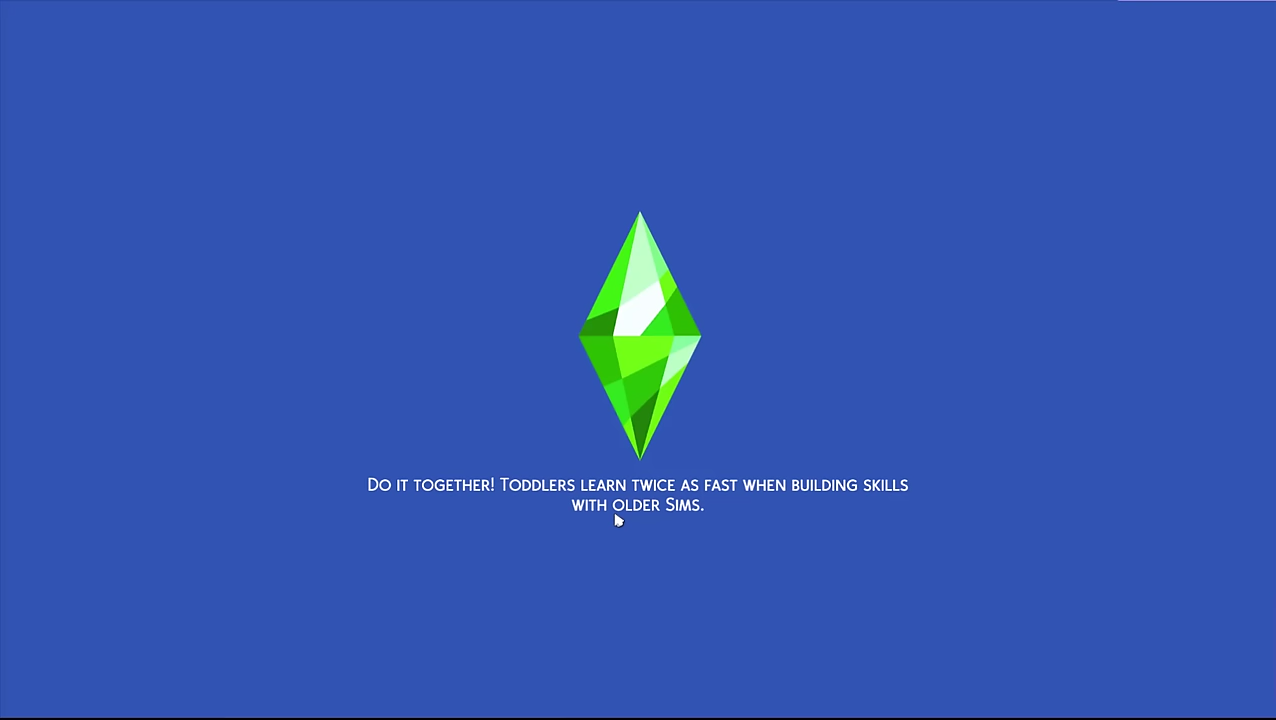 Do it together! Toddlers learn twice as fast when building skills
with older Sims.